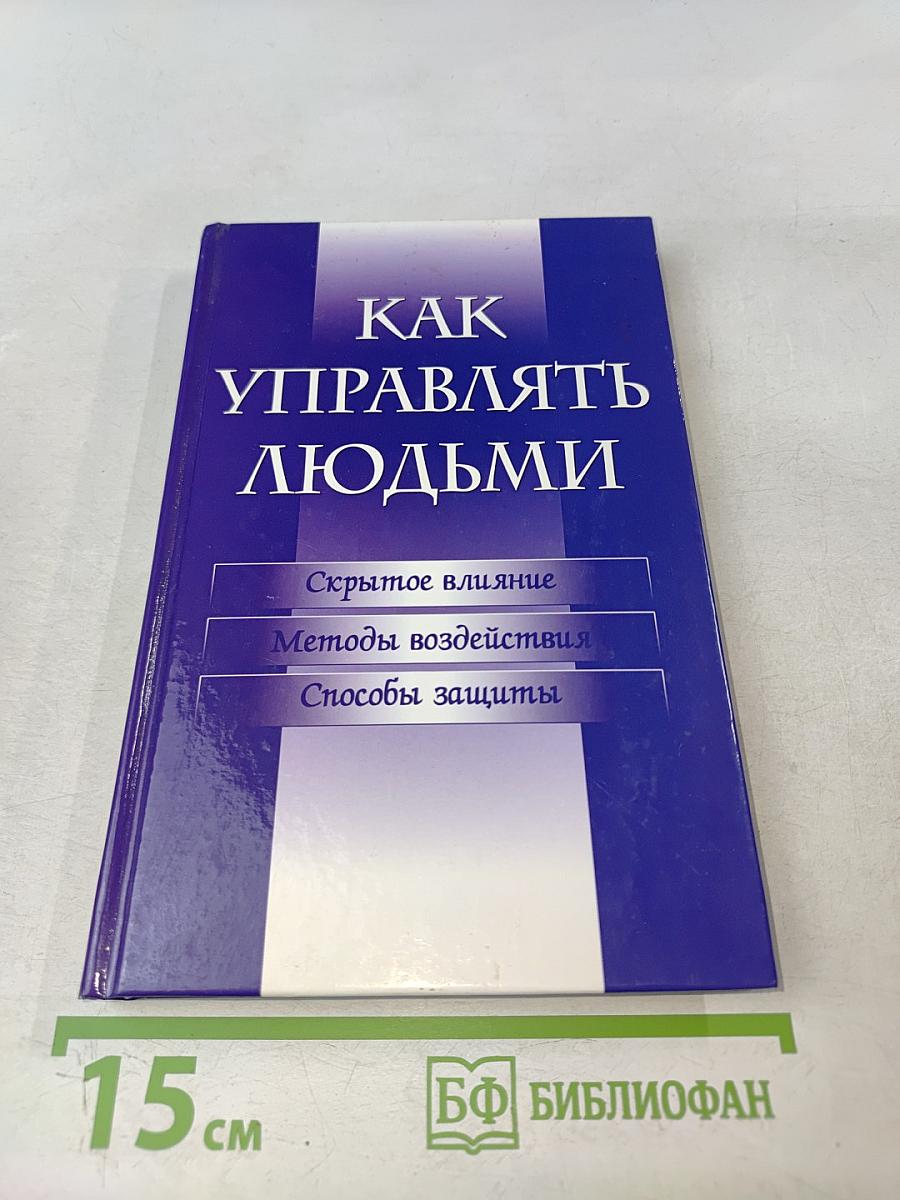 КАК
УПРАВЛЯТЬ
ЛЮДЬМИ
Скрытое влияние
Методы воздействия
Способы защиты
15 см
БФ БИБЛИОФАН